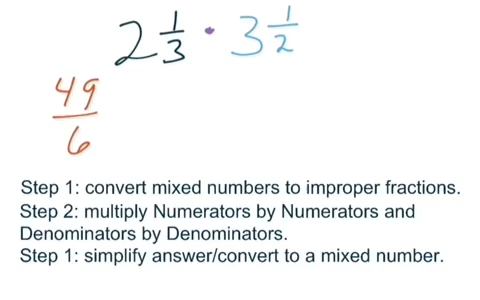 2 1/3 · 3 1/2
49/6
Step 1: convert mixed numbers to improper fractions.
Step 2: multiply Numerators by Numerators and
Denominators by Denominators.
Step 1: simplify answer/convert to a mixed number.